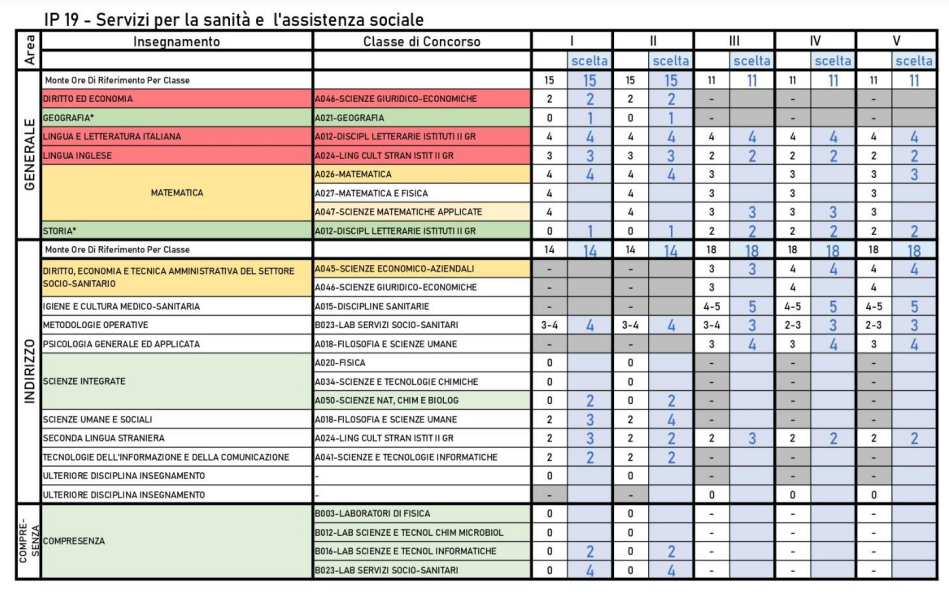 IP 19 - Servizi per la sanità e l'assistenza sociale
Area Insegnamento Classe di Concorso I II III IV V
scelta scelta scelta scelta scelta
GENERALE
Monte Ore Di Riferimento Per Classe 15 15 15 15 11 11 11 11 11 11
DIRITTO ED ECONOMIA A046-SCIENZE GIURIDICO-ECONOMICHE 2 2 2 2 - - -
GEOGRAFIA* A021-GEOGRAFIA 0 1 0 1 - - -
LINGUA E LETTERATURA ITALIANA A012-DISCIPL LETTERARIE ISTITUTI II GR 4 4 4 4 4 4 4 4 4 4
LINGUA INGLESE A024-LING CULT STRAN ISTIT II GR 3 3 3 3 2 2 2 2 2 2
MATEMATICA A026-MATEMATICA 4 4 4 4 3 3 3 3
A027-MATEMATICA E FISICA 4 4 3 3 3
A047-SCIENZE MATEMATICHE APPLICATE 4 4 3 3 3 3 3
STORIA* A012-DISCIPL LETTERARIE ISTITUTI II GR 0 1 0 1 2 2 2 2 2 2
INDIRIZZO
Monte Ore Di Riferimento Per Classe 14 14 14 14 18 18 18 18 18 18
DIRITTO, ECONOMIA E TECNICA AMMINISTRATIVA DEL SETTORE SOCIO-SANITARIO A045-SCIENZE ECONOMICO-AZIENDALI - - 3 3 4 4 4 4
A046-SCIENZE GIURIDICO-ECONOMICHE - - 3 4 4
IGIENE E CULTURA MEDICO-SANITARIA A015-DISCIPLINE SANITARIE - - 4-5 5 4-5 5 4-5 5
METODOLOGIE OPERATIVE B023-LAB SERVIZI SOCIO-SANITARI 3-4 4 3-4 4 3-4 3 2-3 3 2-3 3
PSICOLOGIA GENERALE ED APPLICATA A018-FILOSOFIA E SCIENZE UMANE - - 3 4 3 4 3 4
SCIENZE INTEGRATE A020-FISICA 0 0 - - -
A034-SCIENZE E TECNOLOGIE CHIMICHE 0 0 - - -
A050-SCIENZE NAT, CHIM E BIOLOG 0 2 0 2 - - -
SCIENZE UMANE E SOCIALI A018-FILOSOFIA E SCIENZE UMANE 2 3 2 4 - - -
SECONDA LINGUA STRANIERA A024-LING CULT STRAN ISTIT II GR 2 3 2 2 2 3 2 2 2 2
TECNOLOGIE DELL'INFORMAZIONE E DELLA COMUNICAZIONE A041-SCIENZE E TECNOLOGIE INFORMATICHE 2 2 2 2 - - -
ULTERIORE DISCIPLINA INSEGNAMENTO - 0 0 - - -
ULTERIORE DISCIPLINA INSEGNAMENTO - - - 0 0 0
COMPRE-
SENZA
COMPRESENZA B003-LABORATORI DI FISICA 0 0 - - -
B012-LAB SCIENZE E TECNOL CHIM MICROBIOL 0 0 - - -
B016-LAB SCIENZE E TECNOL INFORMATICHE 0 2 0 2 - - -
B023-LAB SERVIZI SOCIO-SANITARI 0 4 0 4 - - -